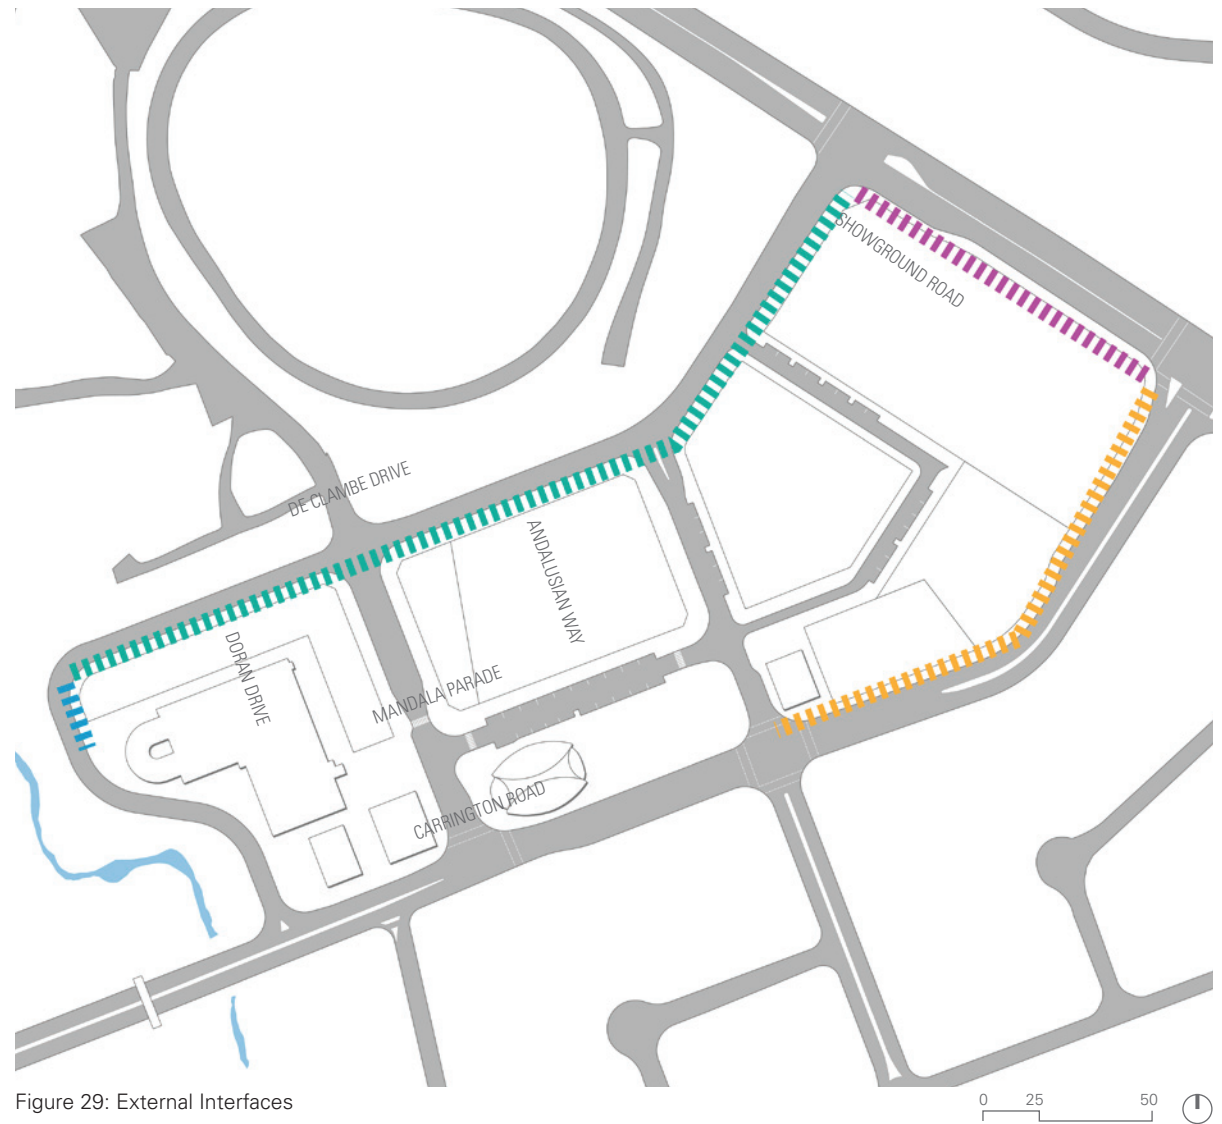 SHOWGROUND ROAD
DE CLAMBE DRIVE
ANDALUSIAN WAY
DORAN DRIVE
MANDALA PARADE
CARRINGTON ROAD
Figure 29: External Interfaces
0 25 50